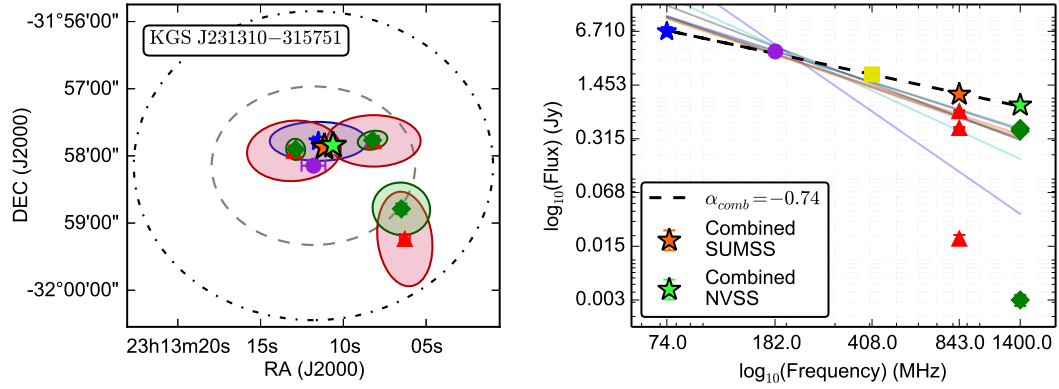 KGS J231310−315751
-31°56'00"
57'00"
58'00"
59'00"
-32°00'00"
DEC (J2000)
23h13m20s
15s
10s
05s
RA (J2000)
log10(Flux) (Jy)
6.710
1.453
0.315
0.068
0.015
0.003
αcomb=−0.74
Combined
SUMSS
Combined
NVSS
74.0
182.0
408.0
843.0
1400.0
log10(Frequency) (MHz)